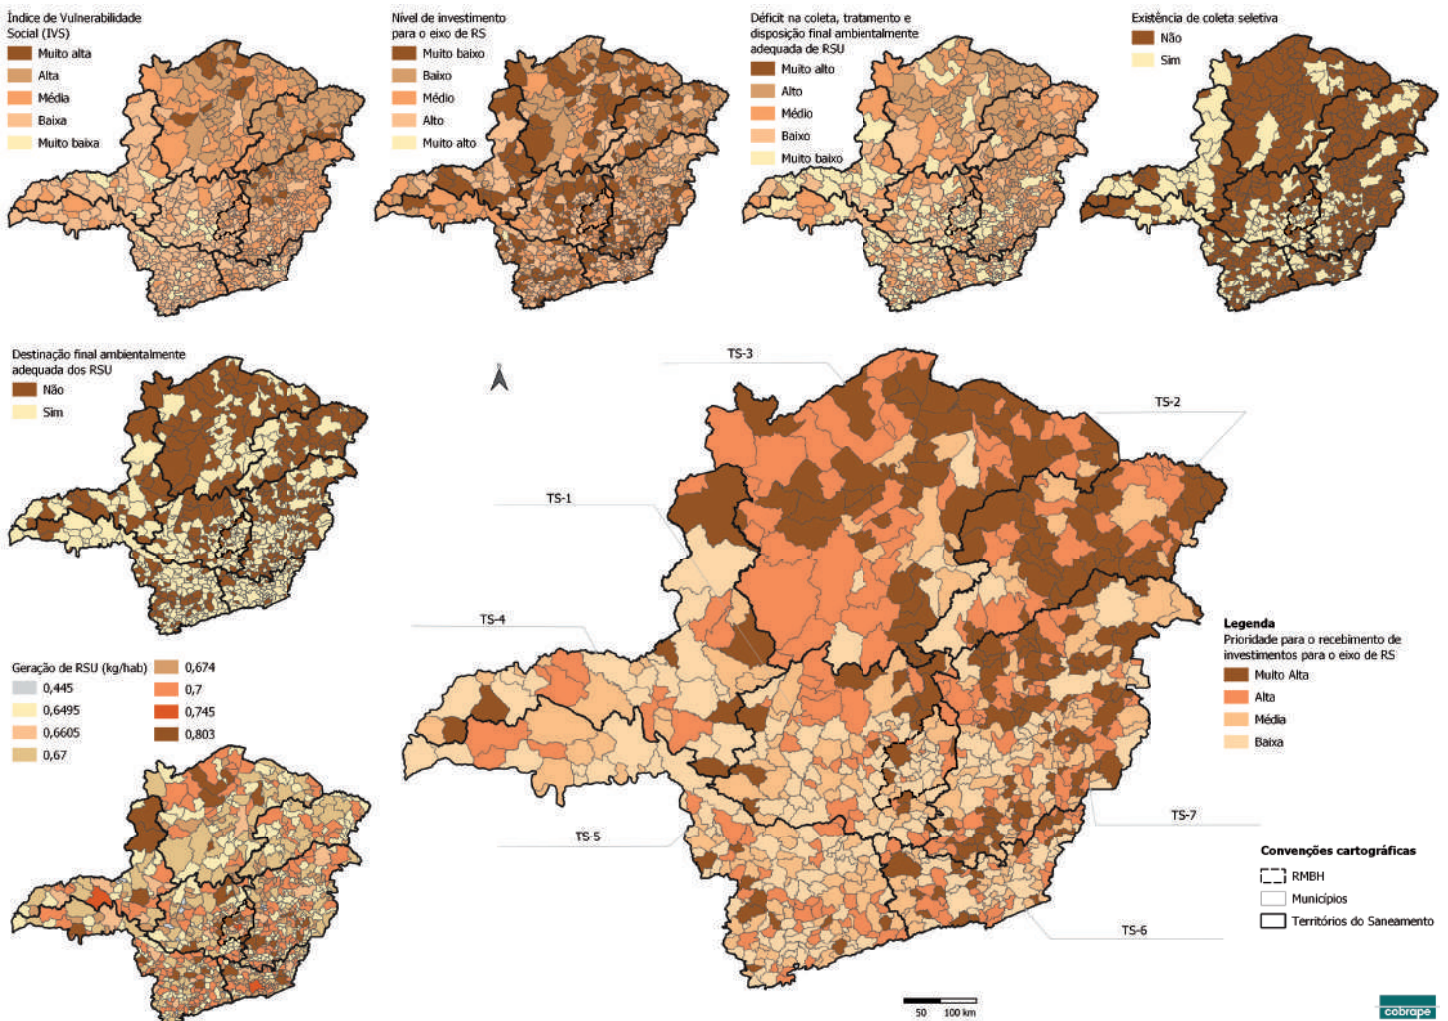 Índice de Vulnerabilidade
Social (IVS)
Muito alta
Alta
Média
Baixa
Muito baixa
Nível de investimento
para o eixo de RS
Muito baixo
Baixo
Médio
Alto
Muito alto
Déficit na coleta, tratamento e
disposição final ambientalmente
adequada de RSU
Muito alto
Alto
Médio
Baixo
Muito baixo
Existência de coleta seletiva
Não
Sim
Destinação final ambientalmente
adequada dos RSU
Não
Sim
Geração de RSU (kg/hab)
0,445
0,6495
0,6605
0,67
0,674
0,7
0,745
0,803
TS-3
TS-2
TS-1
TS-4
TS-5
TS-7
TS-6
Legenda
Prioridade para o recebimento de
investimentos para o eixo de RS
Muito Alta
Alta
Média
Baixa
Convenções cartográficas
RMBH
Municípios
Territórios do Saneamento
50 100 km
cobrape